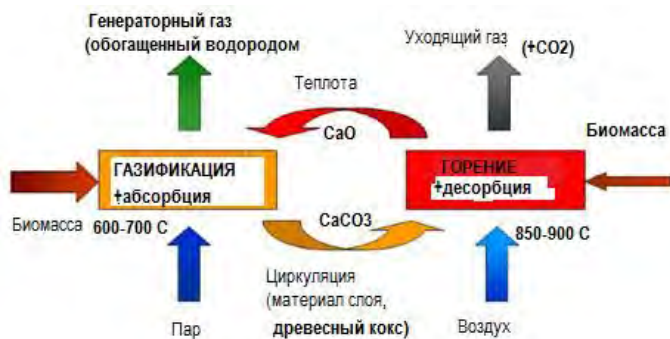 Генераторный газ
(обогащенный водородом
Уходящий газ
(+CO2)
Теплота
CaO
Биомасса
ГАЗИФИКАЦИЯ
+абсорбция
ГОРЕНИЕ
+десорбция
Биомасса
600-700 С
CaCO3
850-900 С
Циркуляция
(материал слоя,
древесный кокс)
Пар
Воздух